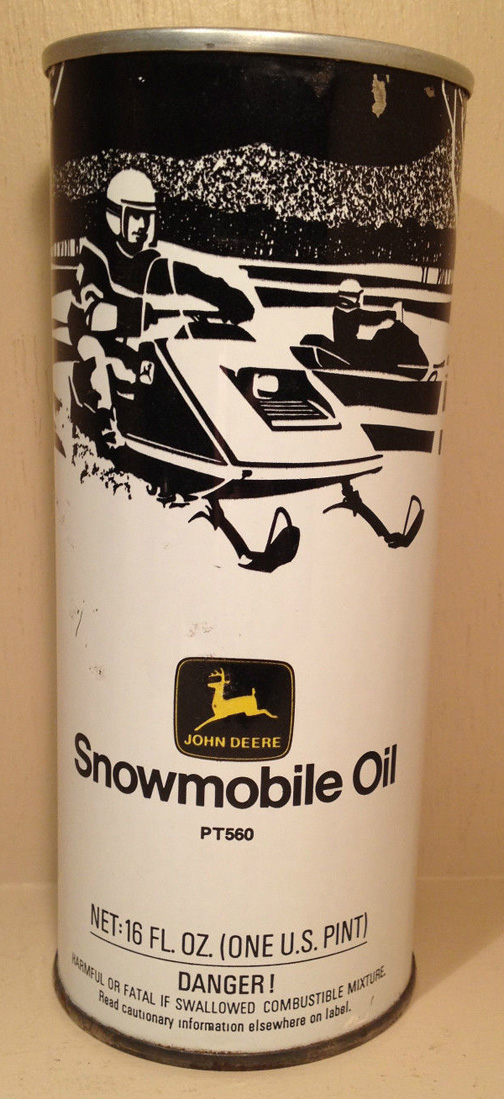 JOHN DEERE
Snowmobile Oil
PT560
NET:16 FL. OZ. (ONE U.S. PINT)
DANGER!
HARMFUL OR FATAL IF SWALLOWED COMBUSTIBLE MIXTURE.
Read cautionary information elsewhere on label.